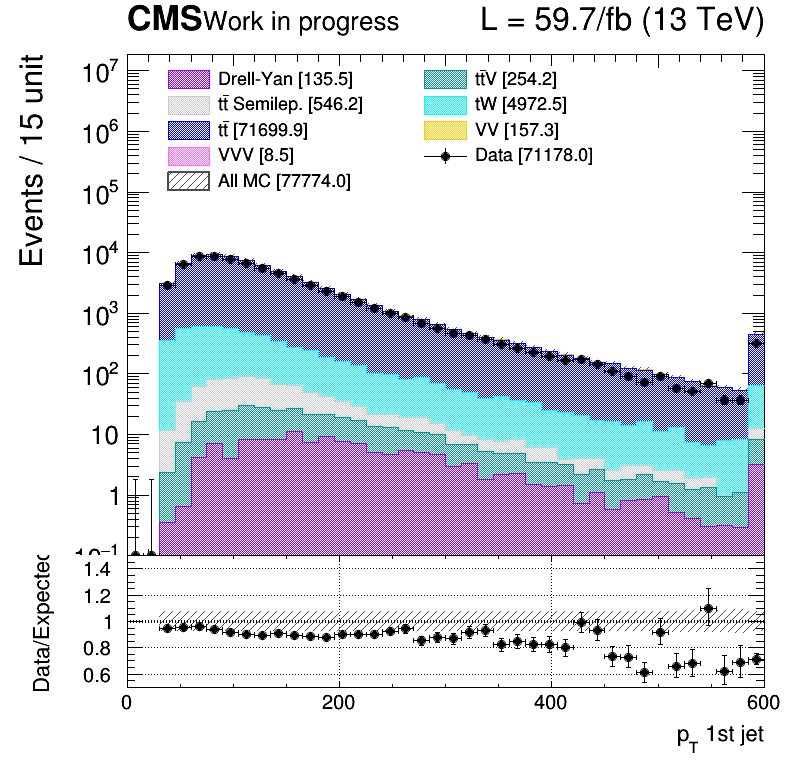 CMS Work in progress L = 59.7/fb (13 TeV)
Events / 15 unit
10⁷
10⁶
10⁵
10⁴
10³
10²
10
1
10⁻¹
Drell-Yan [135.5]
tt̄V [254.2]
tt̄ Semilep. [546.2]
tW [4972.5]
tt̄ [71699.9]
VV [157.3]
VVV [8.5]
Data [71178.0]
All MC [77774.0]
Data/Expected
1.4
1.2
1
0.8
0.6
0 200 400 600
p_T 1st jet